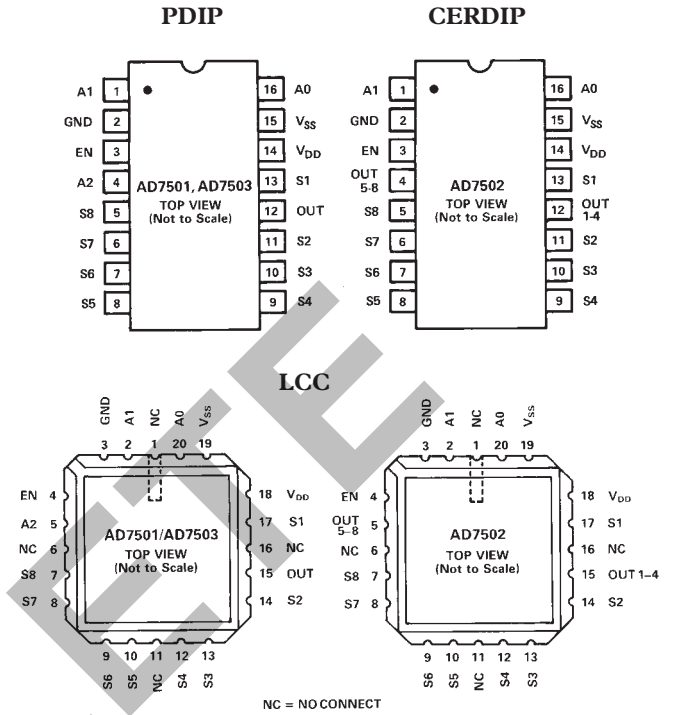 PDIP
CERDIP
A1 1 16 A0
GND 2 15 VSS
EN 3 14 VDD
A2 4 13 S1
S8 5 12 OUT
S7 6 11 S2
S6 7 10 S3
S5 8 9 S4
AD7501, AD7503
TOP VIEW
(Not to Scale)
A1 1 16 A0
GND 2 15 VSS
EN 3 14 VDD
OUT
5-8 4 13 S1
S8 5 12 OUT
1-4
S7 6 11 S2
S6 7 10 S3
S5 8 9 S4
AD7502
TOP VIEW
(Not to Scale)
LCC
GND A1 NC A0 VSS
3 2 1 20 19
EN 4 18 VDD
A2 5 17 S1
NC 6 16 NC
S8 7 15 OUT
S7 8 14 S2
AD7501/AD7503
TOP VIEW
(Not to Scale)
9 10 11 12 13
S6 S5 NC S4 S3
GND A1 NC A0 VSS
3 2 1 20 19
EN 4 18 VDD
OUT
5–8 5 17 S1
NC 6 16 NC
S8 7 15 OUT 1–4
S7 8 14 S2
AD7502
TOP VIEW
(Not to Scale)
9 10 11 12 13
S6 S5 NC S4 S3
NC = NO CONNECT
ETE